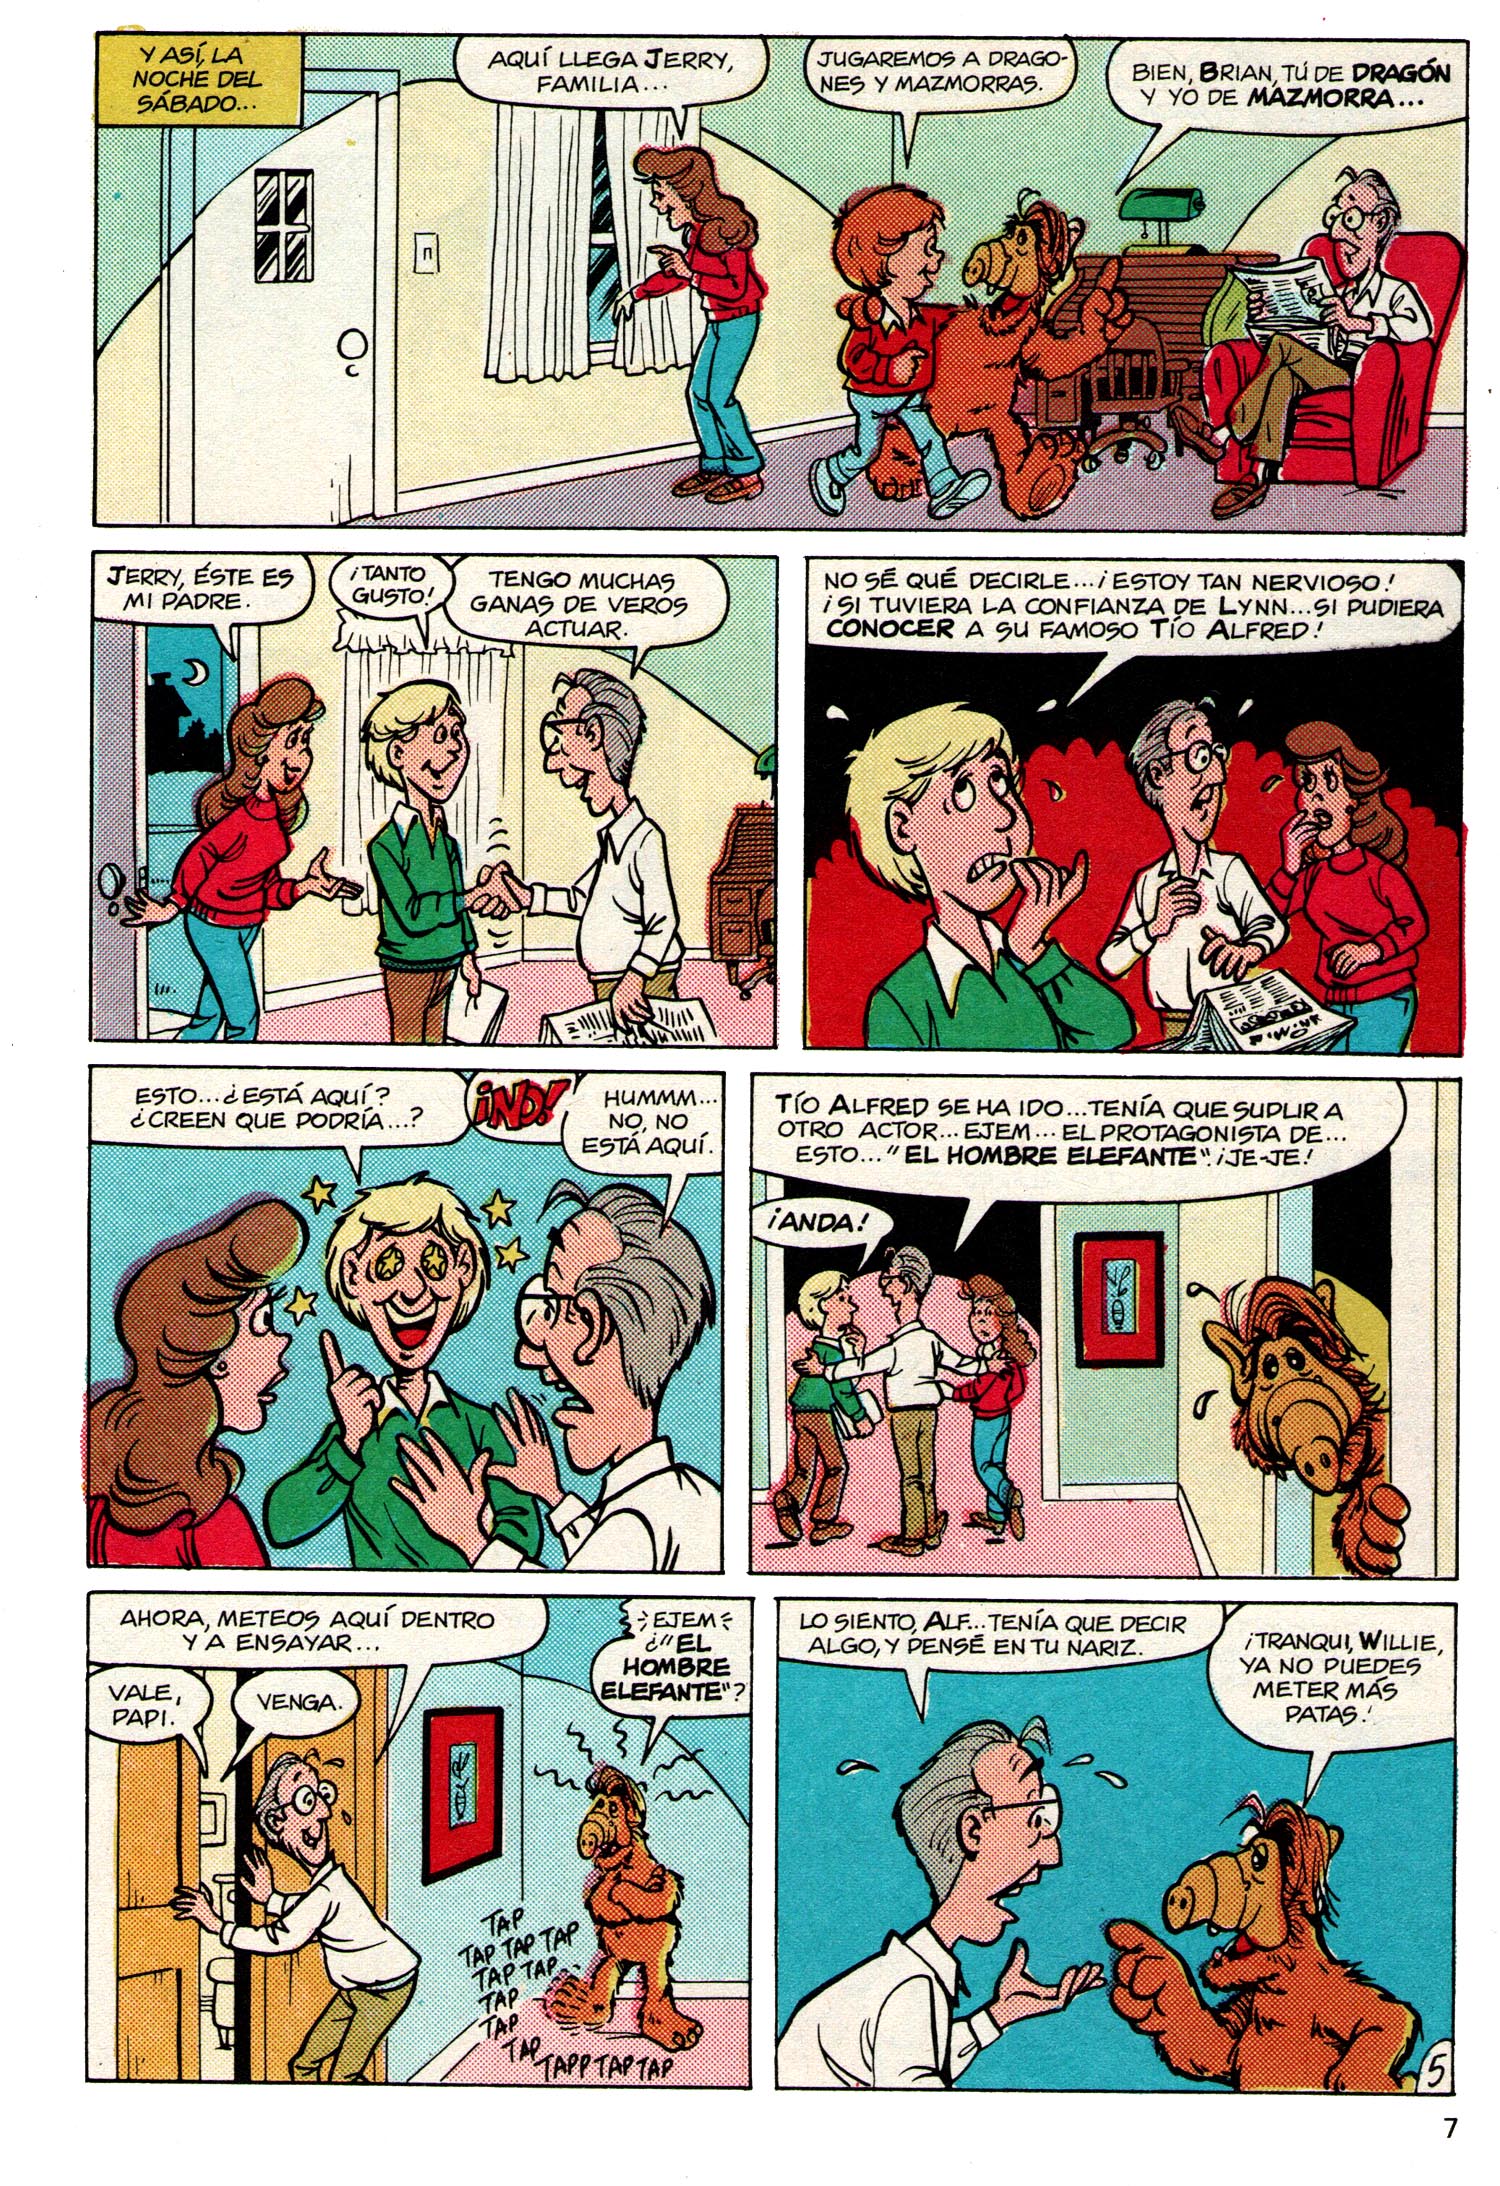 Y ASÍ, LA
NOCHE DEL
SÁBADO...
AQUÍ LLEGA JERRY,
FAMILIA...
JUGAREMOS A DRAGO-
NES Y MAZMORRAS.
BIEN, BRIAN, TÚ DE DRAGÓN
Y YO DE MAZMORRA...
JERRY, ÉSTE ES
MI PADRE.
¡TANTO
GUSTO!
TENGO MUCHAS
GANAS DE VEROS
ACTUAR.
NO SÉ QUÉ DECIRLE...¡ESTOY TAN NERVIOSO!
¡SI TUVIERA LA CONFIANZA DE LYNN...SI PUDIERA
CONOCER A SU FAMOSO TÍO ALFRED!
ESTO...¿ESTÁ AQUÍ?
¿CREEN QUE PODRÍA...?
¡NO!
HUMMM...
NO, NO
ESTÁ AQUÍ.
TÍO ALFRED SE HA IDO...TENÍA QUE SUPLIR A
OTRO ACTOR...EJEM...EL PROTAGONISTA DE...
ESTO..."EL HOMBRE ELEFANTE".¡JE-JE!
¡ANDA!
AHORA, METEOS AQUÍ DENTRO
Y A ENSAYAR...
VALE,
PAPI.
VENGA.
EJEM
¿"EL
HOMBRE
ELEFANTE"?
TAP
TAP TAP TAP
TAP TAP
TAP
TAP
TAP
TAPP TAP TAP
LO SIENTO, ALF...TENÍA QUE DECIR
ALGO, Y PENSÉ EN TU NARIZ.
¡TRANQUI, WILLIE,
YA NO PUEDES
METER MÁS
PATAS!
5
7